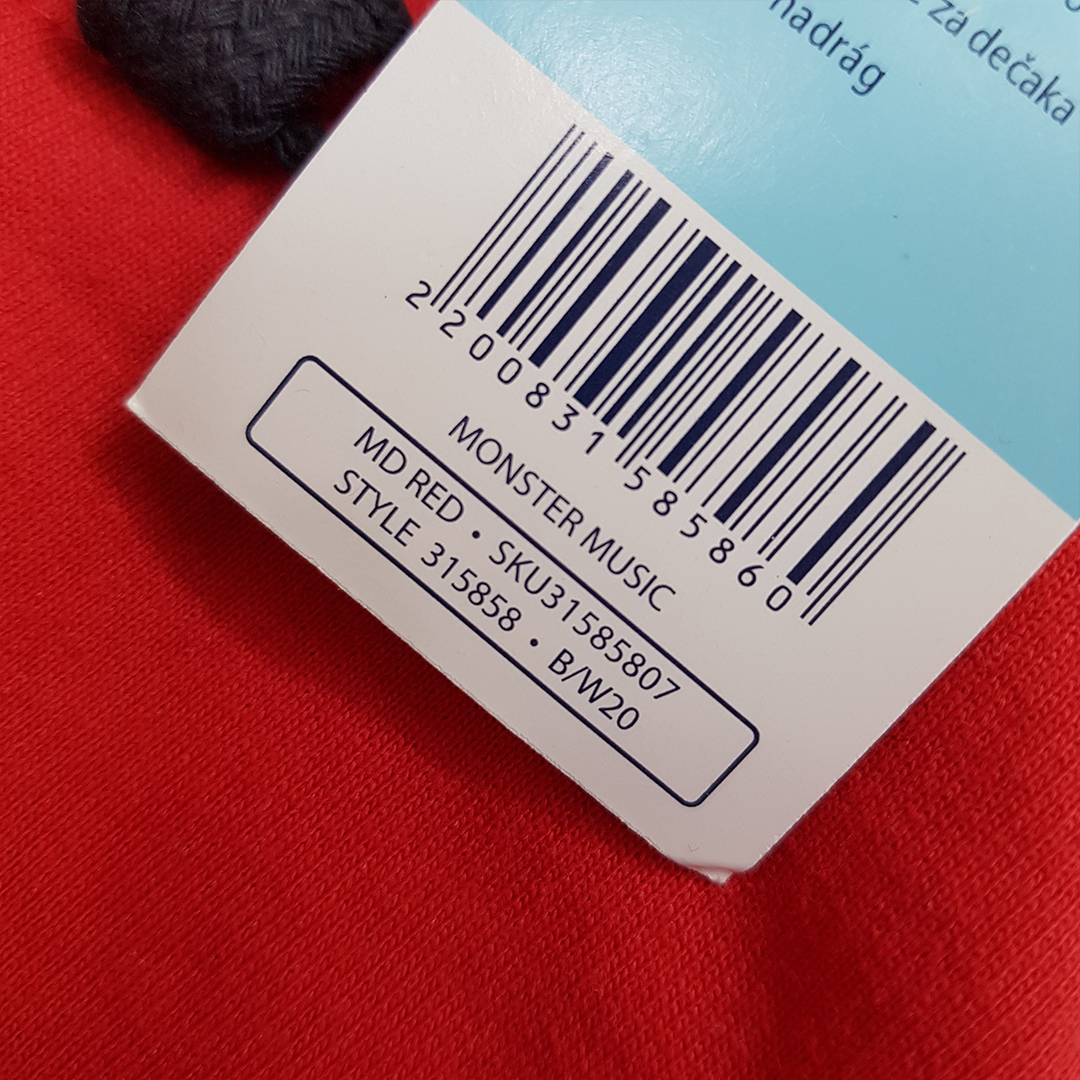 za dečaka
nadrág
2200831585860
MONSTER MUSIC
MD RED • SKU31585807
STYLE 315858 • B/W20